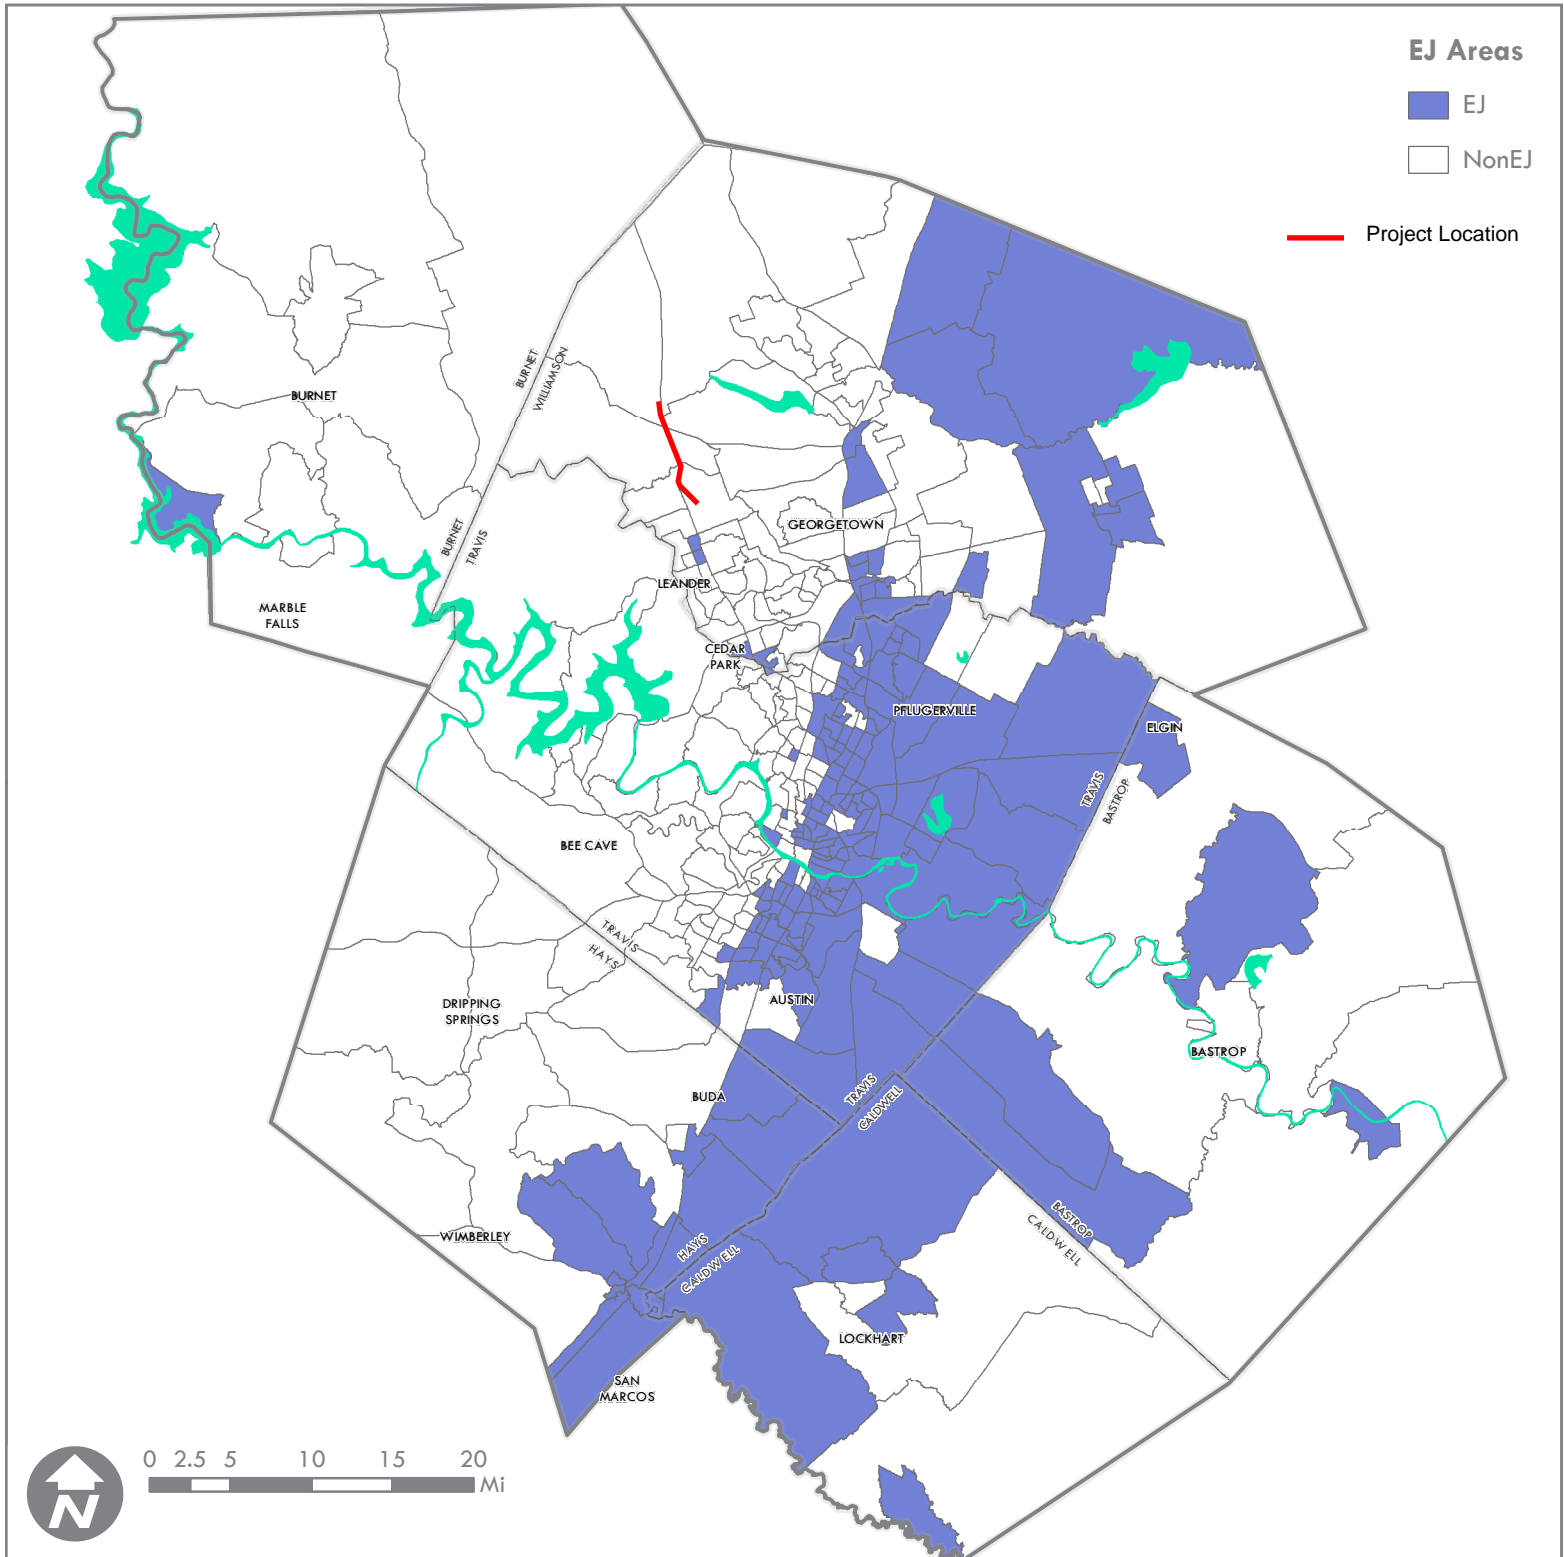 EJ Areas
EJ
NonEJ
Project Location
BURNET
WILLIAMSON
BURNET
BURNET
TRAVIS
GEORGETOWN
LEANDER
MARBLE
FALLS
CEDAR
PARK
PFLUGERVILLE
ELGIN
TRAVIS
BASTROP
BEE CAVE
TRAVIS
HAYS
DRIPPING
SPRINGS
AUSTIN
BASTROP
BUDA
TRAVIS
CALDWELL
WIMBERLEY
HAYS
CALDWELL
BASTROP
CALDWELL
LOCKHART
SAN
MARCOS
0 2.5 5 10 15 20
Mi
N